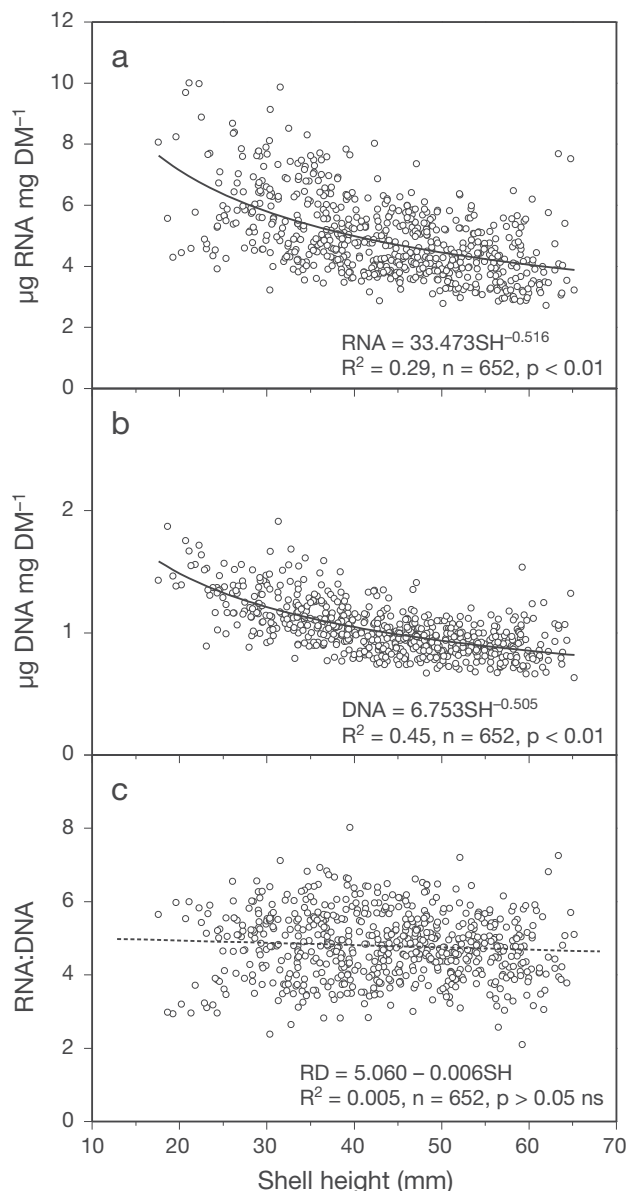 12
a
10
8
6
4
2
0
µg RNA mg DM⁻¹
RNA = 33.473SH⁻⁰·⁵¹⁶
R² = 0.29, n = 652, p < 0.01
b
2
1
0
µg DNA mg DM⁻¹
DNA = 6.753SH⁻⁰·⁵⁰⁵
R² = 0.45, n = 652, p < 0.01
c
8
6
4
2
0
RNA:DNA
RD = 5.060 – 0.006SH
R² = 0.005, n = 652, p > 0.05 ns
10 20 30 40 50 60 70
Shell height (mm)